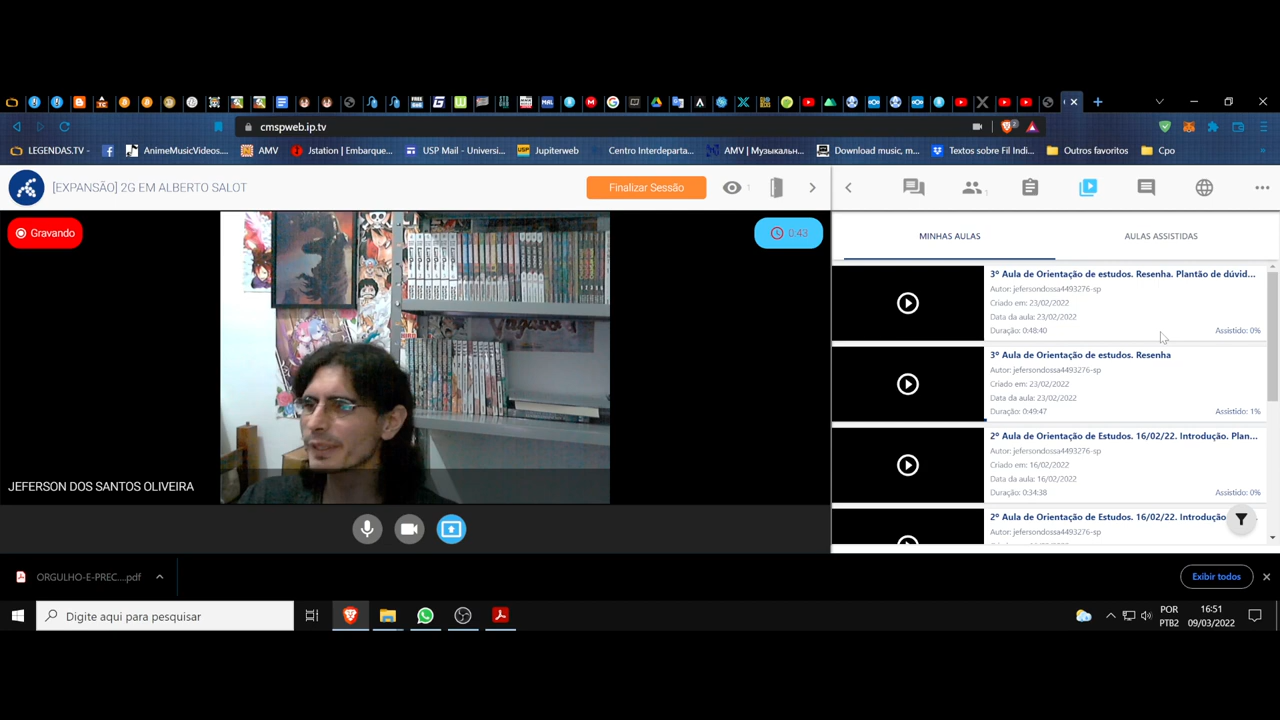 cmspweb.ip.tv
2
LEGENDAS.TV -
AnimeMusicVideos...
AMV
Jstation | Embarque...
USP Mail - Universi...
Jupiterweb
Centro Interdeparta...
AMV | Музыкальн...
Download music, m...
Textos sobre Fil Indi...
Outros favoritos
Cpo
[EXPANSÃO] 2G EM ALBERTO SALOT
Finalizar Sessão
1
1
Gravando
0:43
JEFERSON DOS SANTOS OLIVEIRA
MINHAS AULAS
AULAS ASSISTIDAS
3º Aula de Orientação de estudos. Resenha. Plantão de dúvid...
Autor: jefersondossa4493276-sp
Criado em: 23/02/2022
Data da aula: 23/02/2022
Duração: 0:48:40
Assistido: 0%
3º Aula de Orientação de estudos. Resenha
Autor: jefersondossa4493276-sp
Criado em: 23/02/2022
Data da aula: 23/02/2022
Duração: 0:49:47
Assistido: 1%
2º Aula de Orientação de Estudos. 16/02/22. Introdução. Plan...
Autor: jefersondossa4493276-sp
Criado em: 16/02/2022
Data da aula: 16/02/2022
Duração: 0:34:38
Assistido: 0%
2º Aula de Orientação de Estudos. 16/02/22. Introdução
Autor: jefersondossa4493276-sp
ORGULHO-E-PREC....pdf
Exibir todos
Digite aqui para pesquisar
POR
PTB2
16:51
09/03/2022